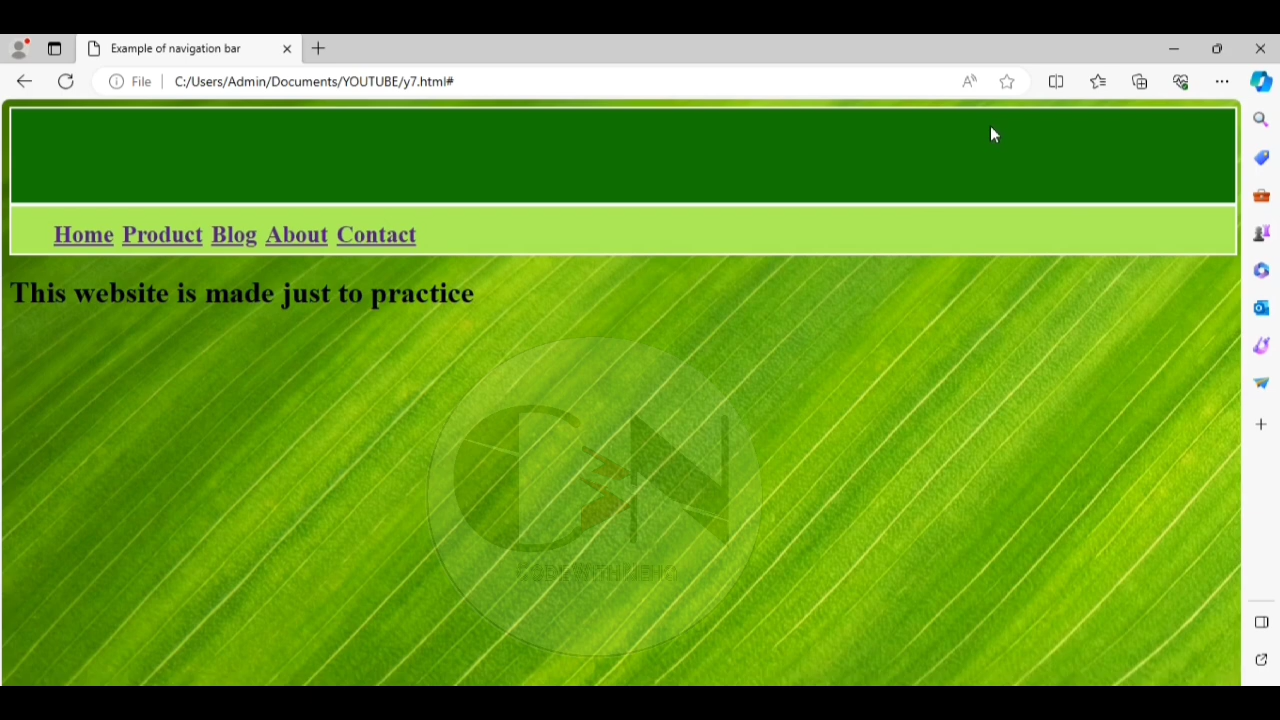 Example of navigation bar
File C:/Users/Admin/Documents/YOUTUBE/y7.html#
Home Product Blog About Contact
This website is made just to practice
CODEWITHNEHO